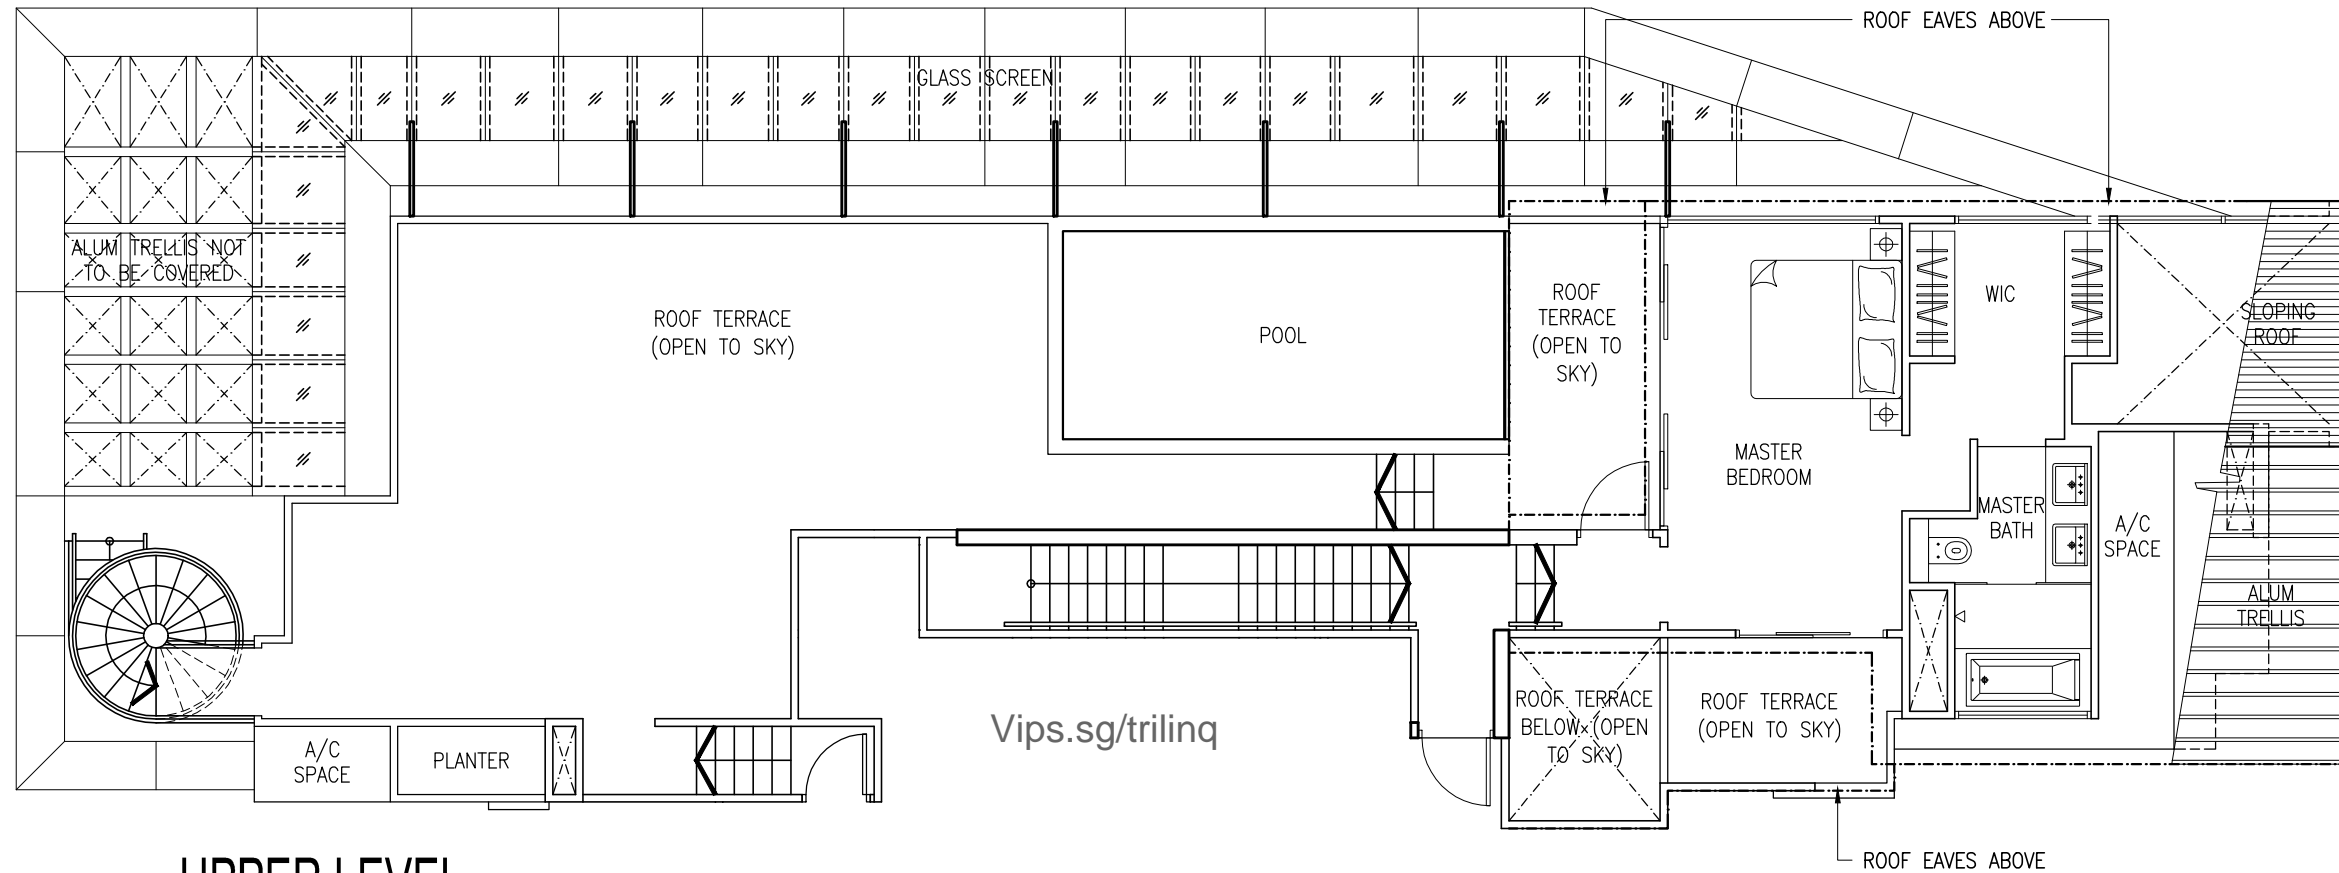 ROOF EAVES ABOVE
GLASS SCREEN
ALUM TRELLIS NOT
TO BE COVERED
ROOF TERRACE
(OPEN TO SKY)
POOL
ROOF
TERRACE
(OPEN TO
SKY)
WIC
SLOPING
ROOF
MASTER
BEDROOM
MASTER
BATH
A/C
SPACE
ALUM
TRELLIS
ROOF TERRACE
BELOW (OPEN
TO SKY)
ROOF TERRACE
(OPEN TO SKY)
Vips.sg/trilinq
A/C
SPACE
PLANTER
ROOF EAVES ABOVE
UPPER LEVEL